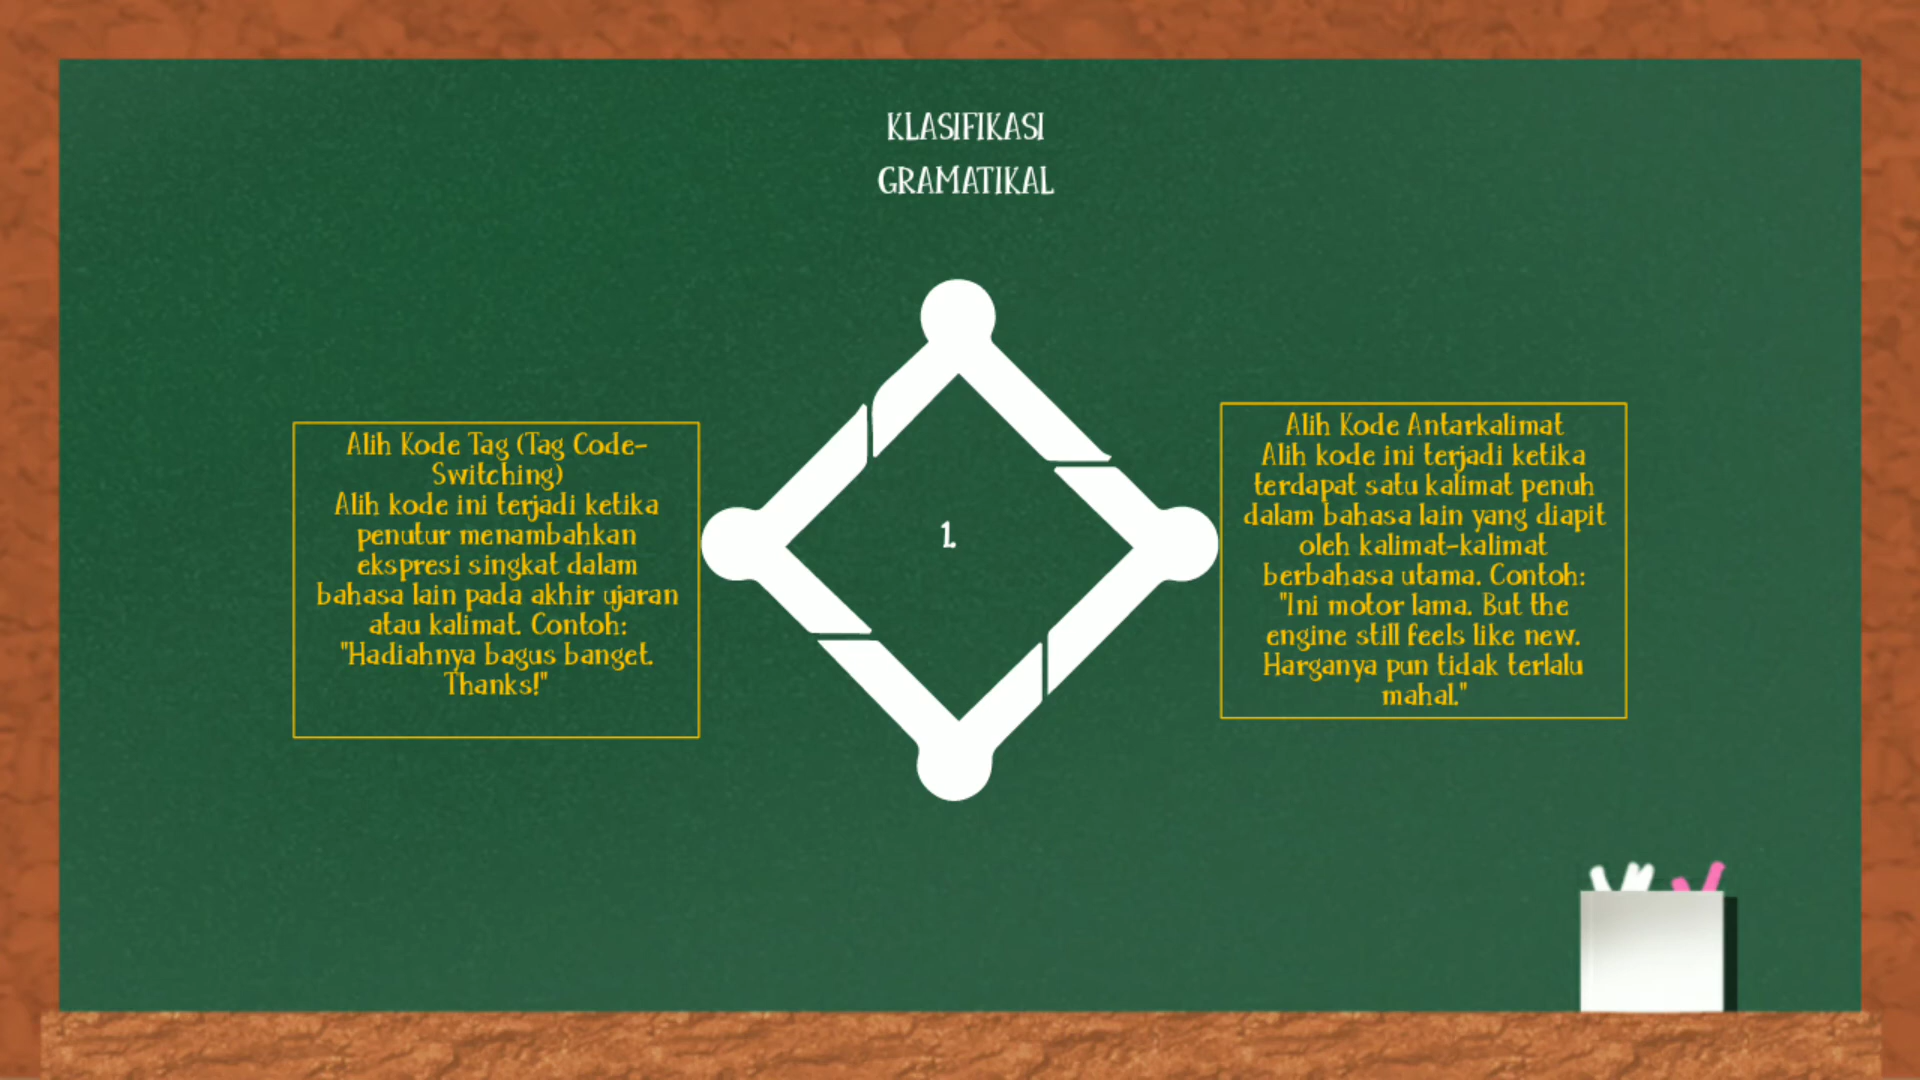 KLASIFIKASI
GRAMATIKAL
Alih Kode Tag (Tag Code-
Switching)
Alih kode ini terjadi ketika
penutur menambahkan
ekspresi singkat dalam
bahasa lain pada akhir ujaran
atau kalimat. Contoh:
"Hadiahnya bagus banget.
Thanks!"
1.
Alih Kode Antarkalimat
Alih kode ini terjadi ketika
terdapat satu kalimat penuh
dalam bahasa lain yang diapit
oleh kalimat-kalimat
berbahasa utama. Contoh:
"Ini motor lama. But the
engine still feels like new.
Harganya pun tidak terlalu
mahal."